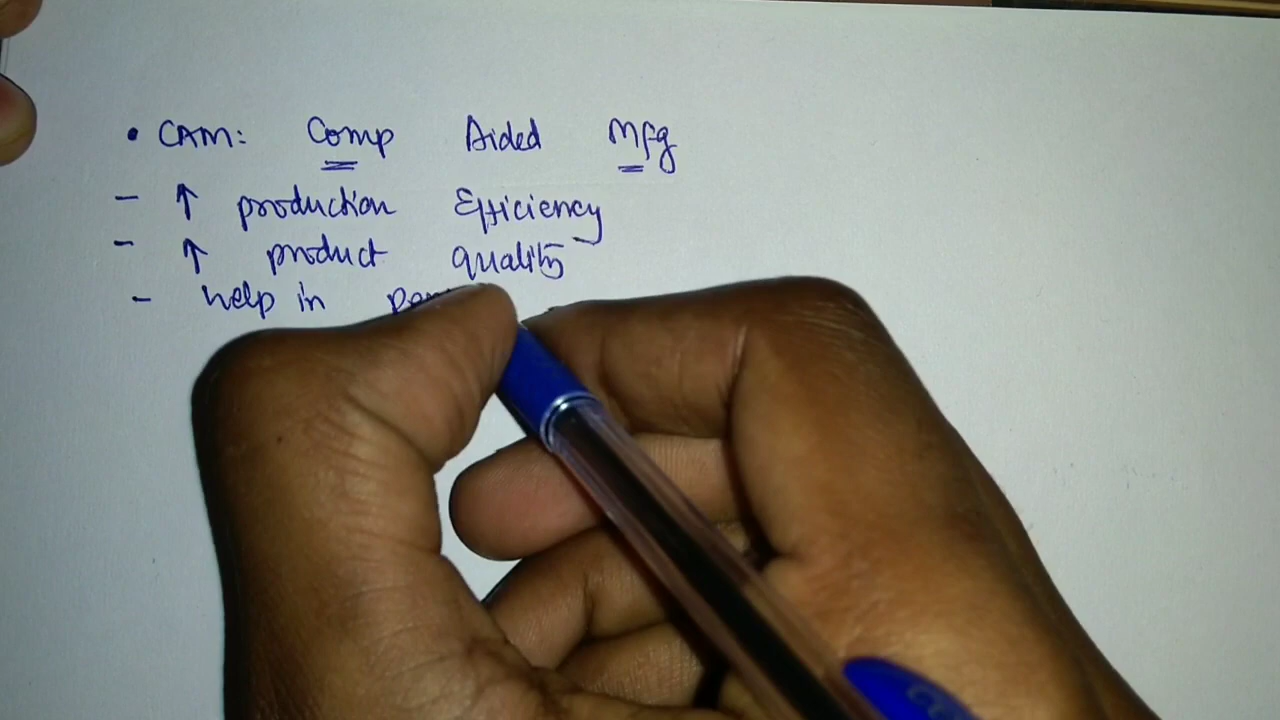 • CAM: Comp Aided Mfg
- ↑ production Efficiency
- ↑ product quality
- help in